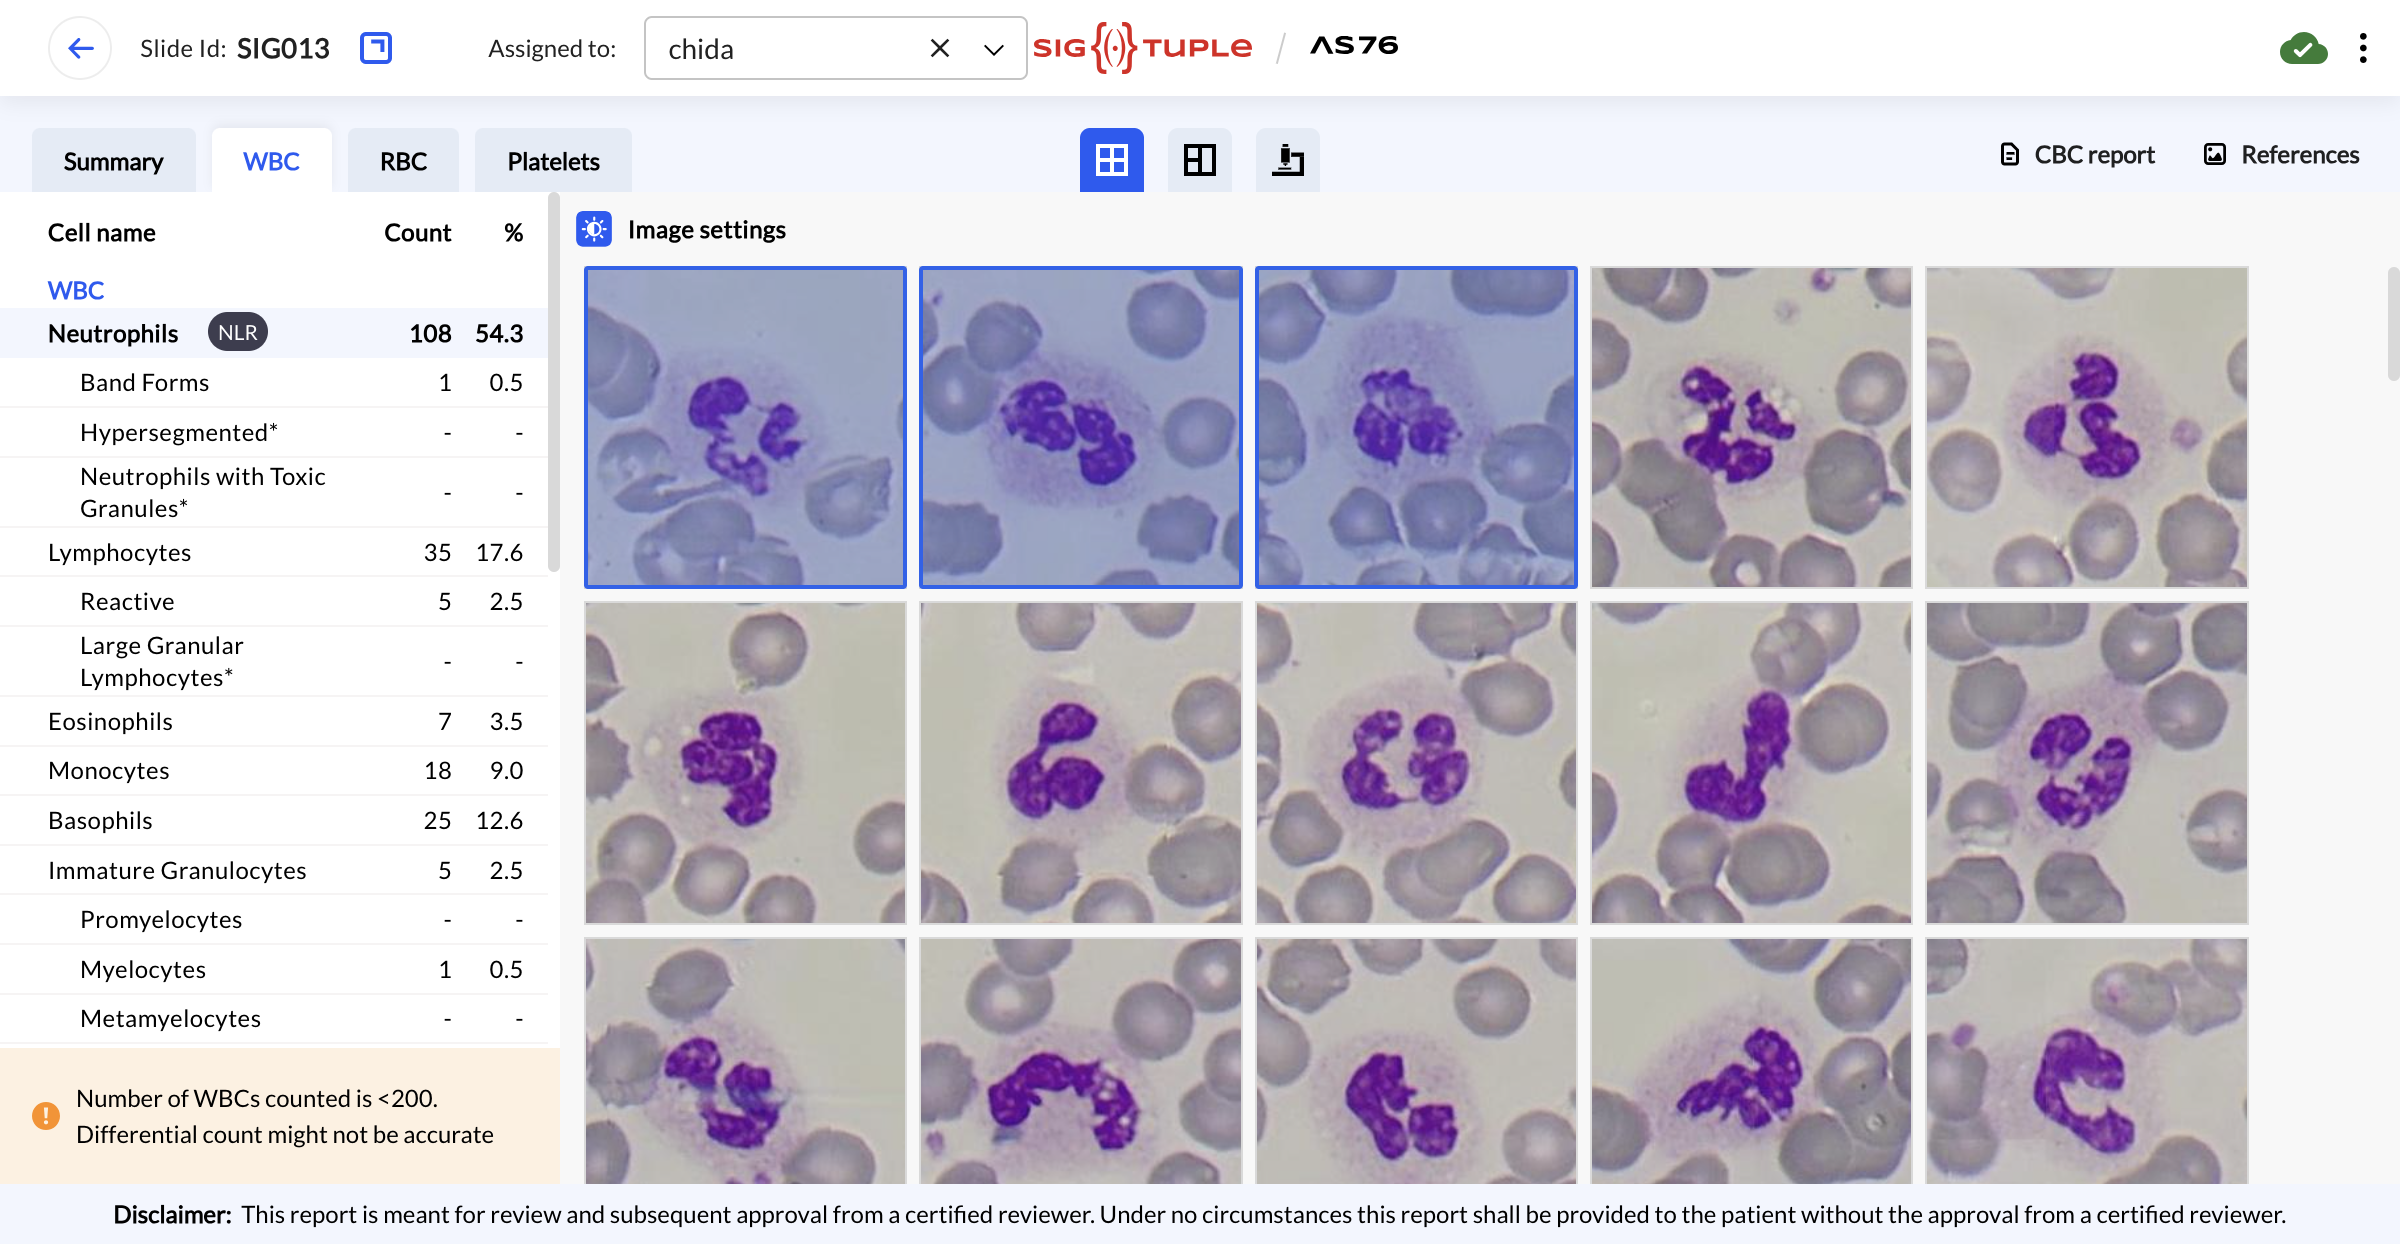 Slide Id: SIG013
Assigned to: chida
SIG{(·)}TUPLE / AS76
Summary
WBC
RBC
Platelets
CBC report
References
Cell name Count %
WBC
Neutrophils NLR 108 54.3
Band Forms 1 0.5
Hypersegmented* - -
Neutrophils with Toxic
Granules* - -
Lymphocytes 35 17.6
Reactive 5 2.5
Large Granular
Lymphocytes* - -
Eosinophils 7 3.5
Monocytes 18 9.0
Basophils 25 12.6
Immature Granulocytes 5 2.5
Promyelocytes - -
Myelocytes 1 0.5
Metamyelocytes - -
Number of WBCs counted is <200.
Differential count might not be accurate
Image settings
Disclaimer: This report is meant for review and subsequent approval from a certified reviewer. Under no circumstances this report shall be provided to the patient without the approval from a certified reviewer.